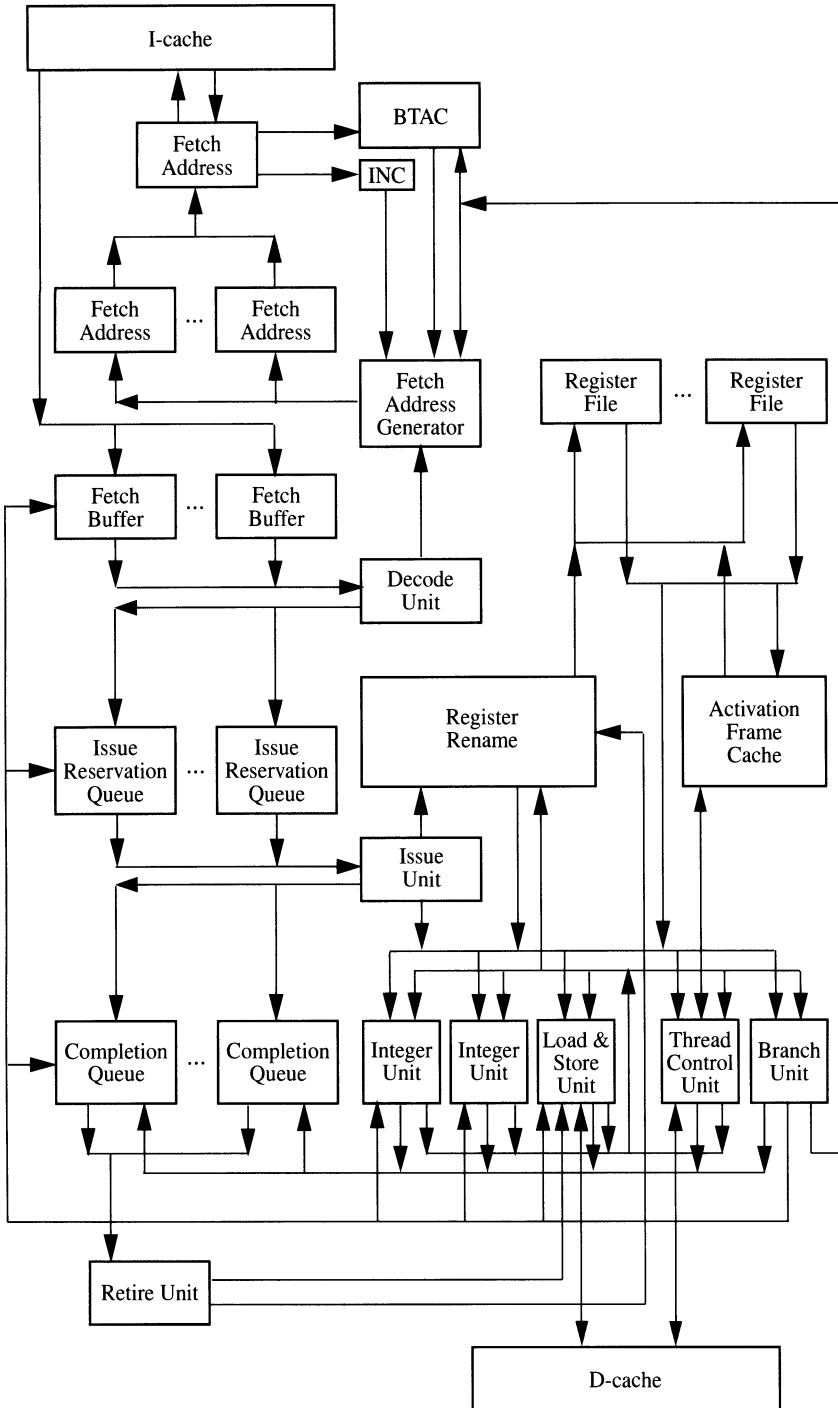 I-cache
BTAC
Fetch
Address
INC
Fetch
Address
...
Fetch
Address
Fetch
Address
Generator
Register
File
...
Register
File
Fetch
Buffer
...
Fetch
Buffer
Decode
Unit
Register
Rename
Activation
Frame
Cache
Issue
Reservation
Queue
...
Issue
Reservation
Queue
Issue
Unit
Completion
Queue
...
Completion
Queue
Integer
Unit
Integer
Unit
Load &
Store
Unit
Thread
Control
Unit
Branch
Unit
Retire Unit
D-cache